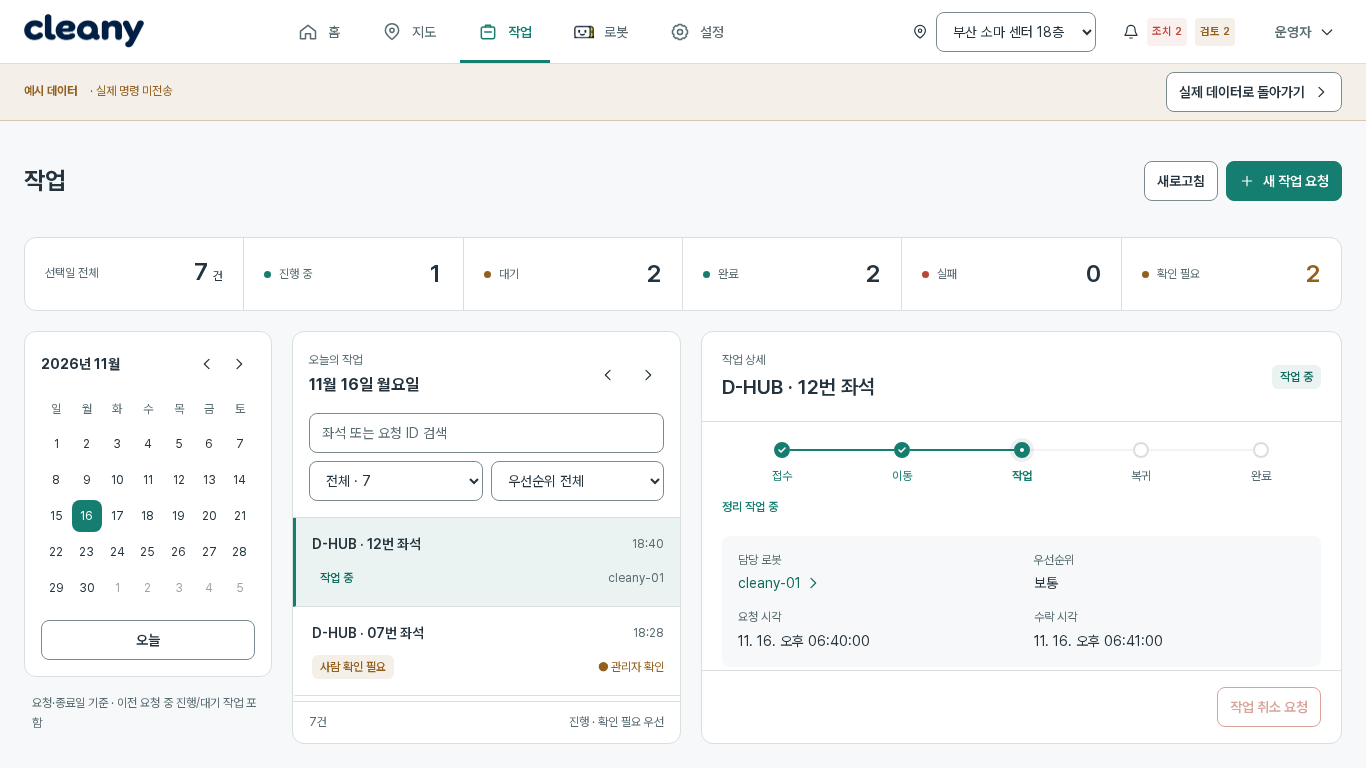 cleany
홈
지도
작업
로봇
설정
부산 소마 센터 18층
조치 2
검토 2
운영자
예시 데이터 · 실제 명령 미전송
실제 데이터로 돌아가기
작업
새로고침
새 작업 요청
선택일 전체 7 건
진행 중 1
대기 2
완료 2
실패 0
확인 필요 2
2026년 11월
일 월 화 수 목 금 토
1 2 3 4 5 6 7
8 9 10 11 12 13 14
15 16 17 18 19 20 21
22 23 24 25 26 27 28
29 30 1 2 3 4 5
오늘
요청·종료일 기준 · 이전 요청 중 진행/대기 작업 포
함
오늘의 작업
11월 16일 월요일
좌석 또는 요청 ID 검색
전체 · 7
우선순위 전체
D-HUB · 12번 좌석 18:40
작업 중 cleany-01
D-HUB · 07번 좌석 18:28
사람 확인 필요 관리자 확인
7건 진행 · 확인 필요 우선
작업 상세
D-HUB · 12번 좌석
작업 중
접수 이동 작업 복귀 완료
정리 작업 중
담당 로봇 우선순위
cleany-01 보통
요청 시각 수락 시각
11. 16. 오후 06:40:00 11. 16. 오후 06:41:00
작업 취소 요청